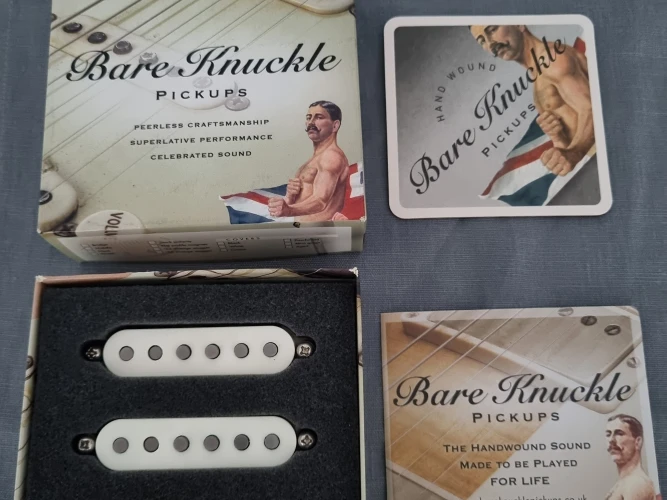 Bare Knuckle
PICKUPS
PEERLESS CRAFTSMANSHIP
SUPERLATIVE PERFORMANCE
CELEBRATED SOUND
HAND WOUND
Bare Knuckle
PICKUPS
Bare Knuckle
PICKUPS
THE HANDWOUND SOUND
MADE TO BE PLAYED
FOR LIFE